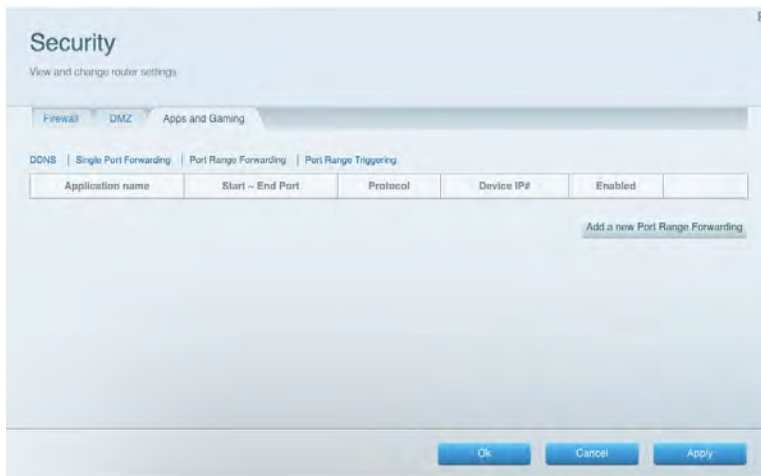 Security
View and change router settings
Firewall DMZ Apps and Gaming
DDNS | Single Port Forwarding | Port Range Forwarding | Port Range Triggering
Application name Start ~ End Port Protocol Device IP# Enabled
Add a new Port Range Forwarding
Ok Cancel Apply